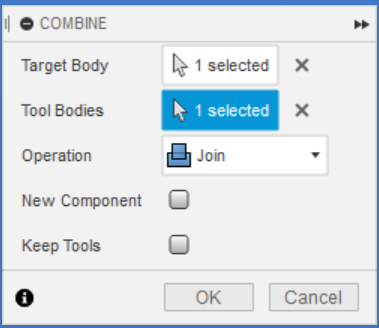 COMBINE
Target Body 1 selected
Tool Bodies 1 selected
Operation Join
New Component
Keep Tools
OK Cancel